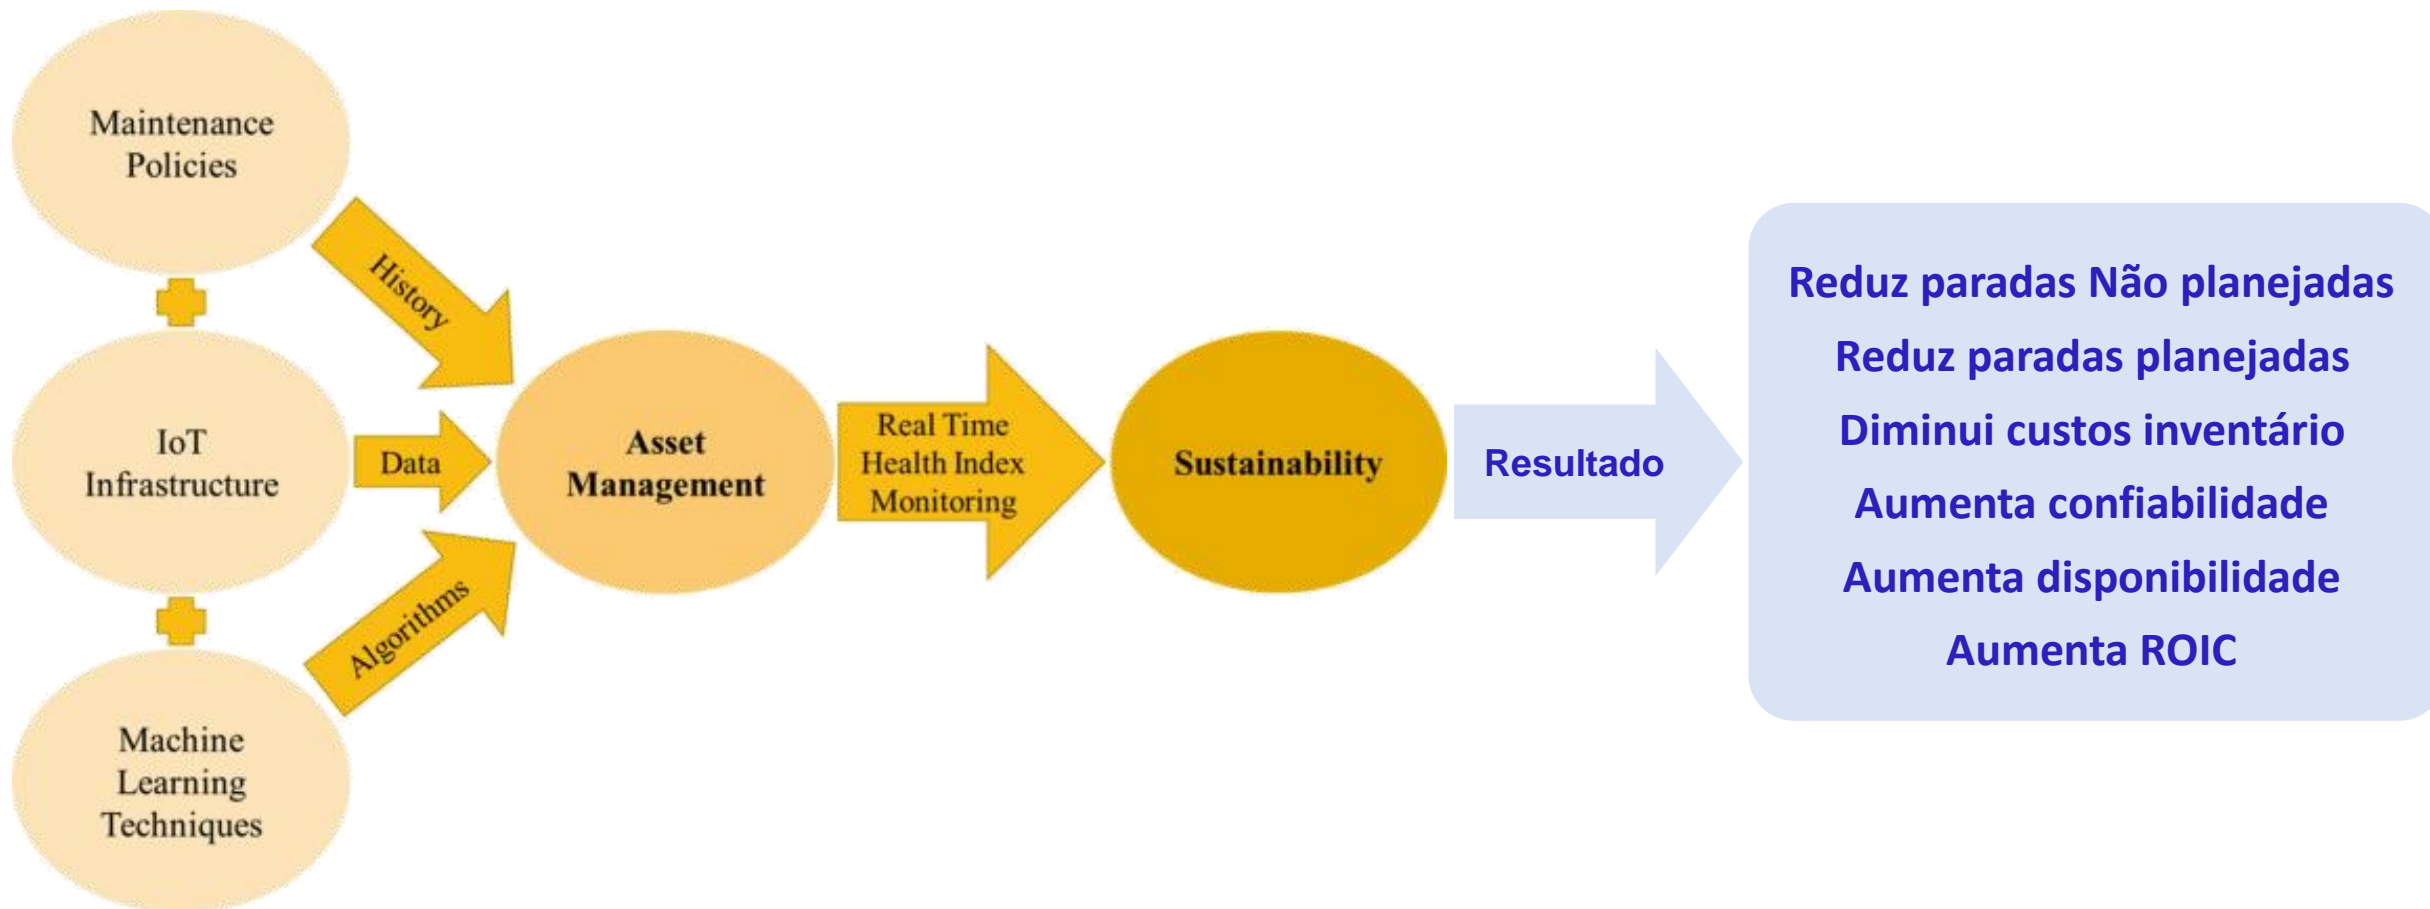 Maintenance
Policies
History
IoT
Infrastructure
Data
Machine
Learning
Techniques
Algorithms
Asset
Management
Real Time
Health Index
Monitoring
Sustainability
Resultado
Reduz paradas Não planejadas
Reduz paradas planejadas
Diminui custos inventário
Aumenta confiabilidade
Aumenta disponibilidade
Aumenta ROIC